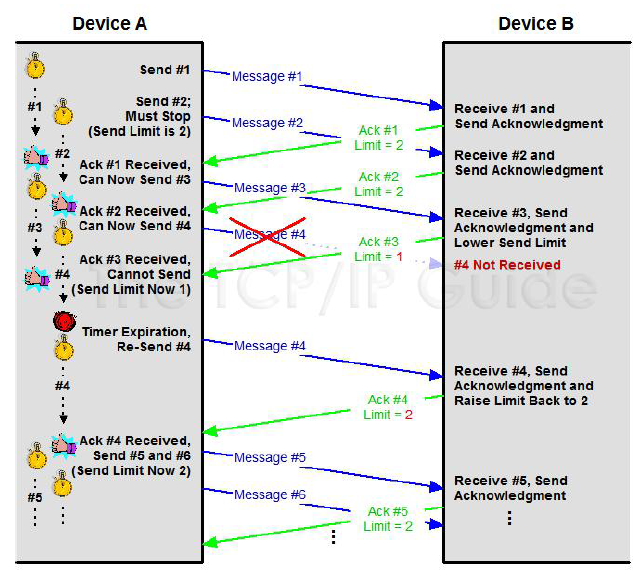 Device A
Device B
Send #1
Message #1
#1
Send #2;
Must Stop
(Send Limit is 2)
Receive #1 and
Send Acknowledgment
Message #2
Ack #1
Limit = 2
#2
Ack #1 Received,
Can Now Send #3
Receive #2 and
Send Acknowledgment
Ack #2
Limit = 2
Message #3
#3
Ack #2 Received,
Can Now Send #4
Receive #3, Send
Acknowledgment and
Lower Send Limit
Message #4
Ack #3
Limit = 1
#4 Not Received
#4
Ack #3 Received,
Cannot Send
(Send Limit Now 1)
The TCP/IP Guide
Timer Expiration,
Re-Send #4
Message #4
#4
Receive #4, Send
Acknowledgment and
Raise Limit Back to 2
Ack #4
Limit = 2
Ack #4 Received,
Send #5 and #6
(Send Limit Now 2)
Message #5
#5
Receive #5, Send
Acknowledgment
Message #6
Ack #5
Limit = 2